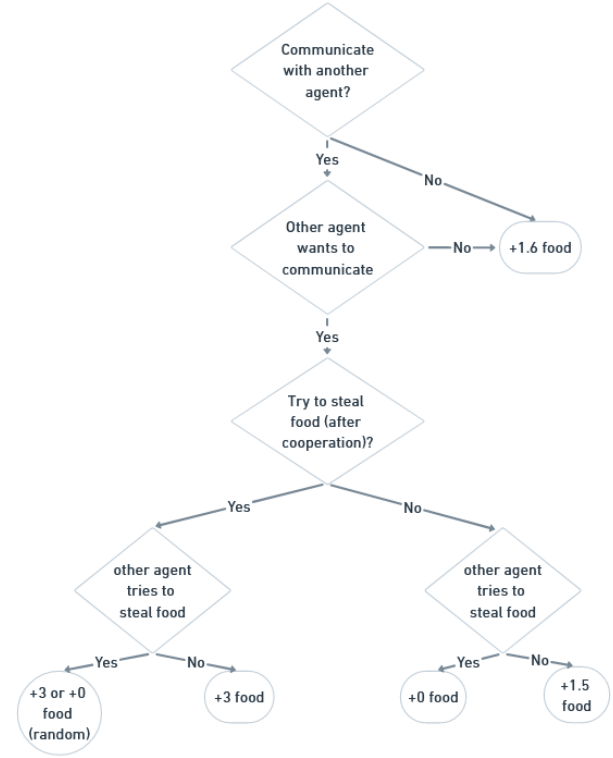 Communicate
with another
agent?
Yes
No
Other agent
wants to
communicate
No
+1.6 food
Yes
Try to steal
food (after
cooperation)?
Yes
No
other agent
tries to
steal food
other agent
tries to
steal food
Yes
No
Yes
No
+3 or +0
food
(random)
+3 food
+0 food
+1.5
food